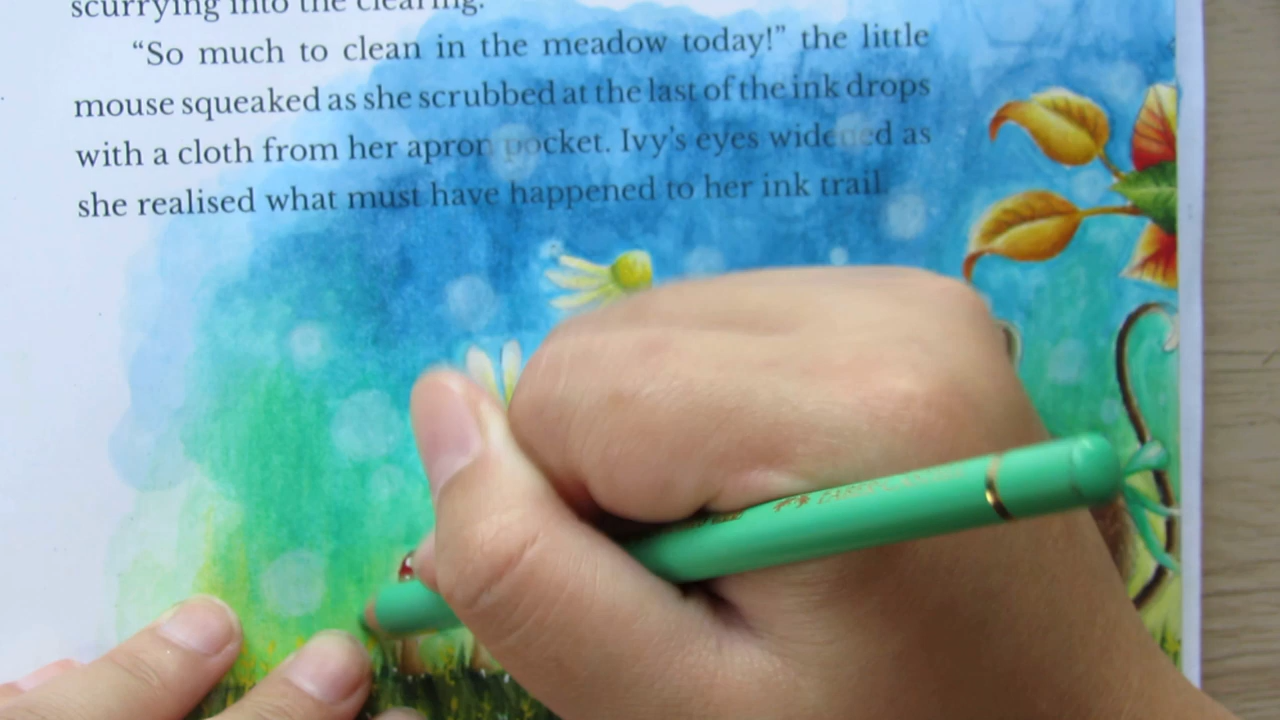 scurrying into the clearing.
“So much to clean in the meadow today!” the little
mouse squeaked as she scrubbed at the last of the ink drops
with a cloth from her apron pocket. Ivy's eyes widened as
she realised what must have happened to her ink trail.